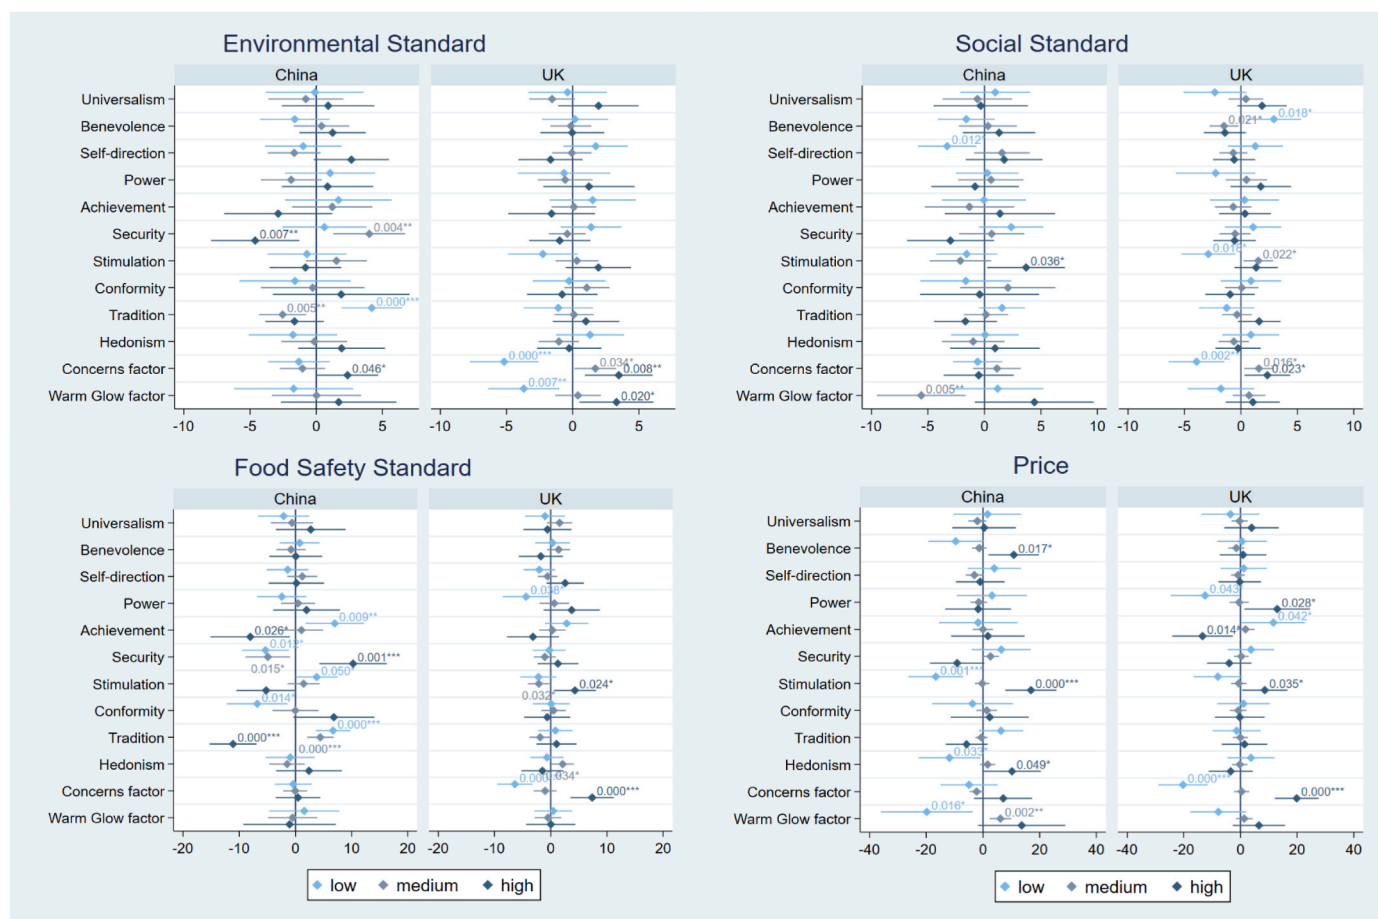 Environmental Standard
China UK
Universalism
Benevolence
Self-direction
Power
Achievement
Security 0.007** 0.004**
Stimulation
Conformity
Tradition 0.005** 0.000***
Hedonism
Concerns factor 0.046* 0.000*** 0.034* 0.008**
Warm Glow factor 0.007** 0.020*
-10 -5 0 5 -10 -5 0 5
Social Standard
China UK
Universalism
Benevolence 0.021* 0.018*
Self-direction 0.012*
Power
Achievement
Security
Stimulation 0.036* 0.022*
Conformity
Tradition
Hedonism
Concerns factor 0.016* 0.023*
Warm Glow factor 0.005**
-10 -5 0 5 10 -10 -5 0 5 10
Food Safety Standard
China UK
Universalism
Benevolence
Self-direction
Power 0.038*
Achievement 0.026* 0.009**
Security 0.012* 0.015* 0.001***
Stimulation 0.050 0.032* 0.024*
Conformity 0.014*
Tradition 0.000*** 0.000*** 0.000***
Hedonism
Concerns factor 0.000***
Warm Glow factor
-20 -10 0 10 20 -20 -10 0 10 20
low medium high
Price
China UK
Universalism
Benevolence 0.017*
Self-direction
Power 0.043 0.028*
Achievement 0.014* 0.042*
Security
Stimulation 0.001*** 0.000*** 0.035*
Conformity
Tradition
Hedonism 0.033* 0.049*
Concerns factor 0.000*** 0.000***
Warm Glow factor 0.016* 0.002**
-40 -20 0 20 40 -40 -20 0 20 40
low medium high